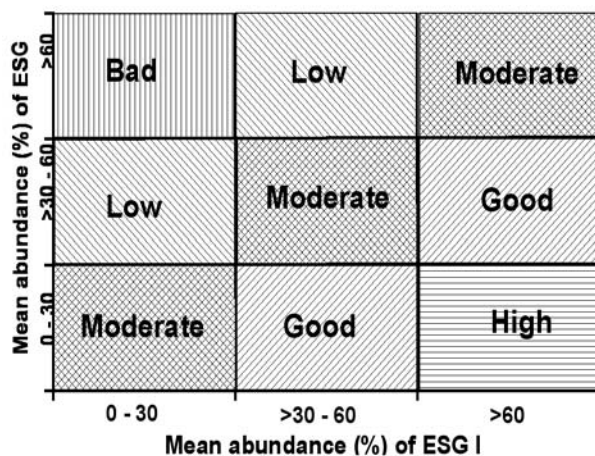 Mean abundance (%) of ESG
>60
>30 - 60
0 - 30
Bad
Low
Moderate
Low
Moderate
Good
Moderate
Good
High
0 - 30
>30 - 60
>60
Mean abundance (%) of ESG I